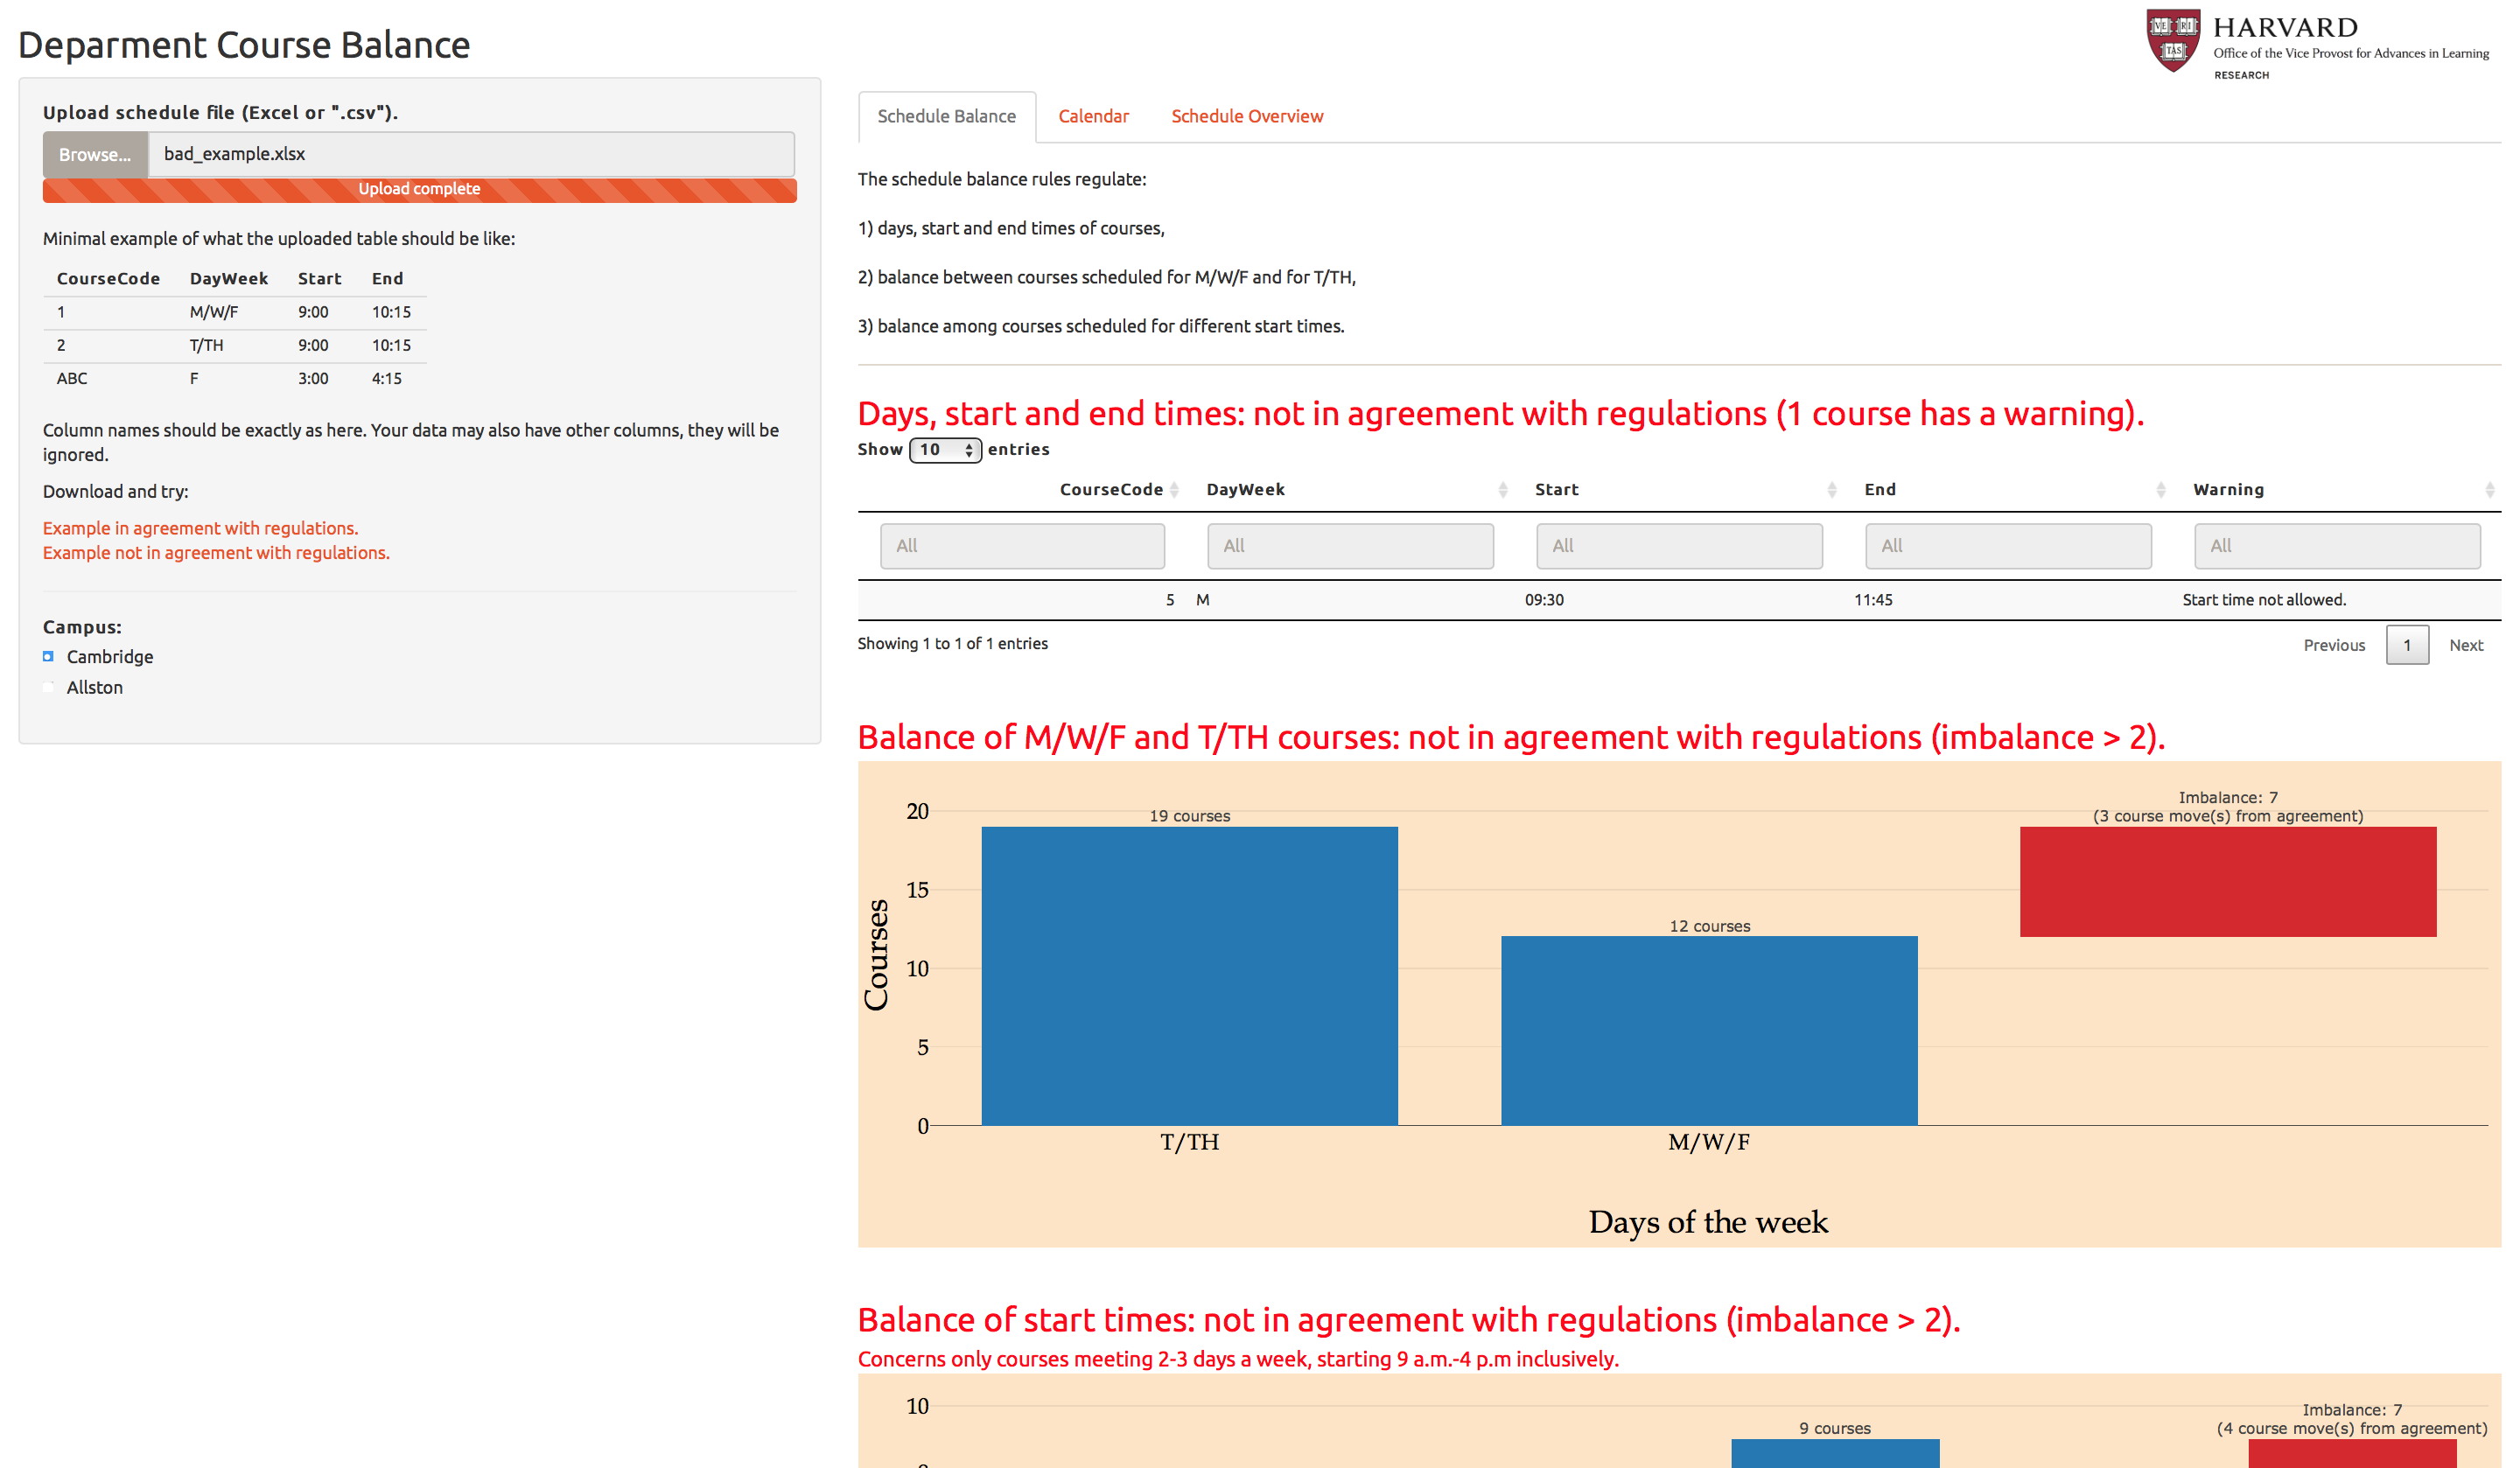 Deparment Course Balance
HARVARD
Office of the Vice Provost for Advances in Learning
RESEARCH
VE RI
TAS
Upload schedule file (Excel or ".csv").
Browse... bad_example.xlsx
Upload complete
Minimal example of what the uploaded table should be like:
CourseCode DayWeek Start End
1 M/W/F 9:00 10:15
2 T/TH 9:00 10:15
ABC F 3:00 4:15
Column names should be exactly as here. Your data may also have other columns, they will be
ignored.
Download and try:
Example in agreement with regulations.
Example not in agreement with regulations.
Campus:
Cambridge
Allston
Schedule Balance Calendar Schedule Overview
The schedule balance rules regulate:
1) days, start and end times of courses,
2) balance between courses scheduled for M/W/F and for T/TH,
3) balance among courses scheduled for different start times.
Days, start and end times: not in agreement with regulations (1 course has a warning).
Show 10 entries
CourseCode DayWeek Start End Warning
All All All All All
5 M 09:30 11:45 Start time not allowed.
Showing 1 to 1 of 1 entries
Previous 1 Next
Balance of M/W/F and T/TH courses: not in agreement with regulations (imbalance > 2).
Imbalance: 7
(3 course move(s) from agreement)
19 courses
12 courses
20
15
10
5
0
Courses
T/TH M/W/F
Days of the week
Balance of start times: not in agreement with regulations (imbalance > 2).
Concerns only courses meeting 2-3 days a week, starting 9 a.m.-4 p.m inclusively.
10
Imbalance: 7
(4 course move(s) from agreement)
9 courses